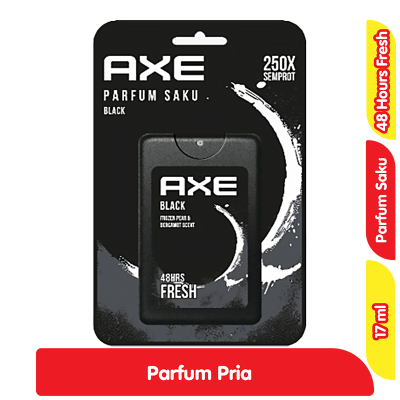 AXE
PARFUM SAKU
BLACK
250X
SEMPROT
AXE
BLACK
FROZEN PEAR &
BERGAMOT SCENT
48HRS
FRESH
48 Hours Fresh
Parfum Saku
17 ml
Parfum Pria